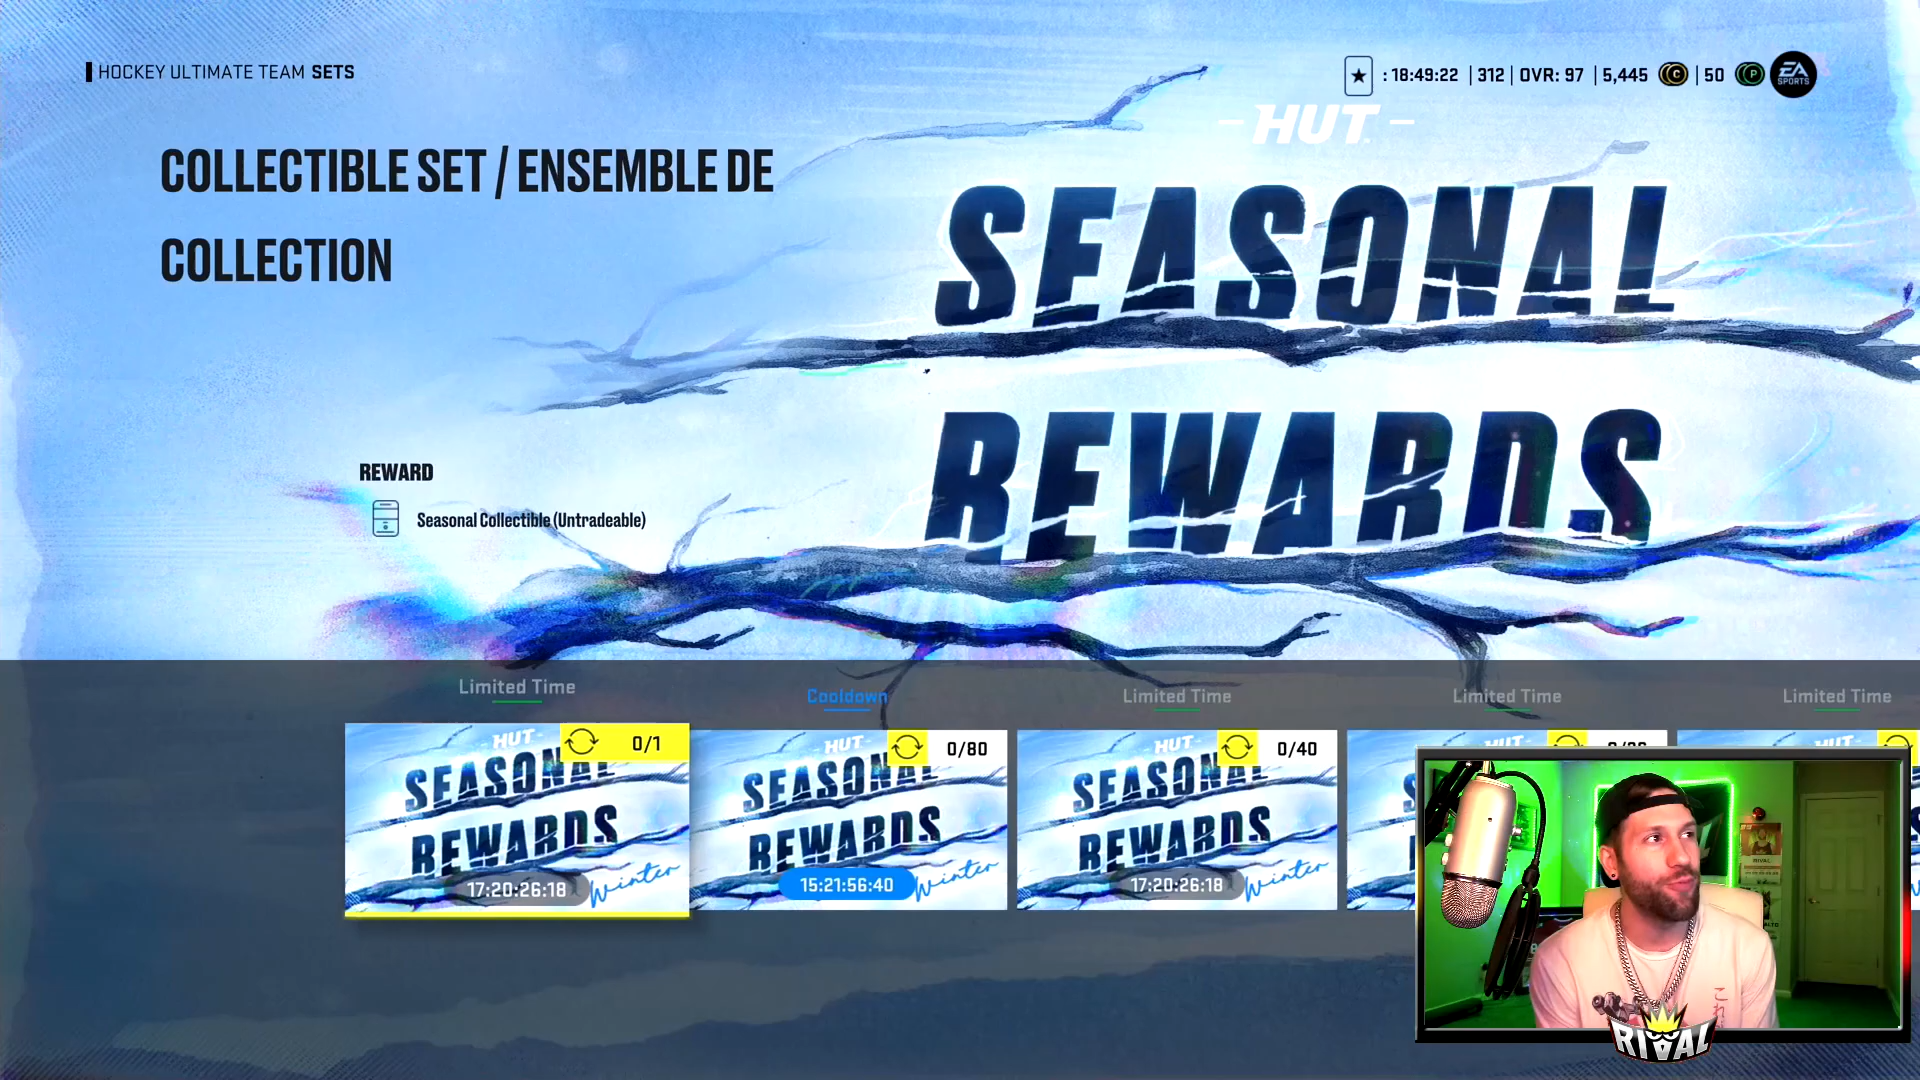 HOCKEY ULTIMATE TEAM SETS
: 18:49:22 | 312 | OVR: 97 | 5,445 C | 50 P
EA
SPORTS
COLLECTIBLE SET / ENSEMBLE DE
COLLECTION
HUT
SEASONAL
REWARDS
REWARD
Seasonal Collectible (Untradeable)
Limited Time
Cooldown
Limited Time
Limited Time
Limited Time
HUT
0/1
SEASONAL
REWARDS
17:20:26:18
Winter
HUT
0/80
SEASONAL
REWARDS
15:21:56:40
Winter
HUT
0/40
SEASONAL
REWARDS
17:20:26:18
Winter
HUT
HUT
RIVAL
RIVAL